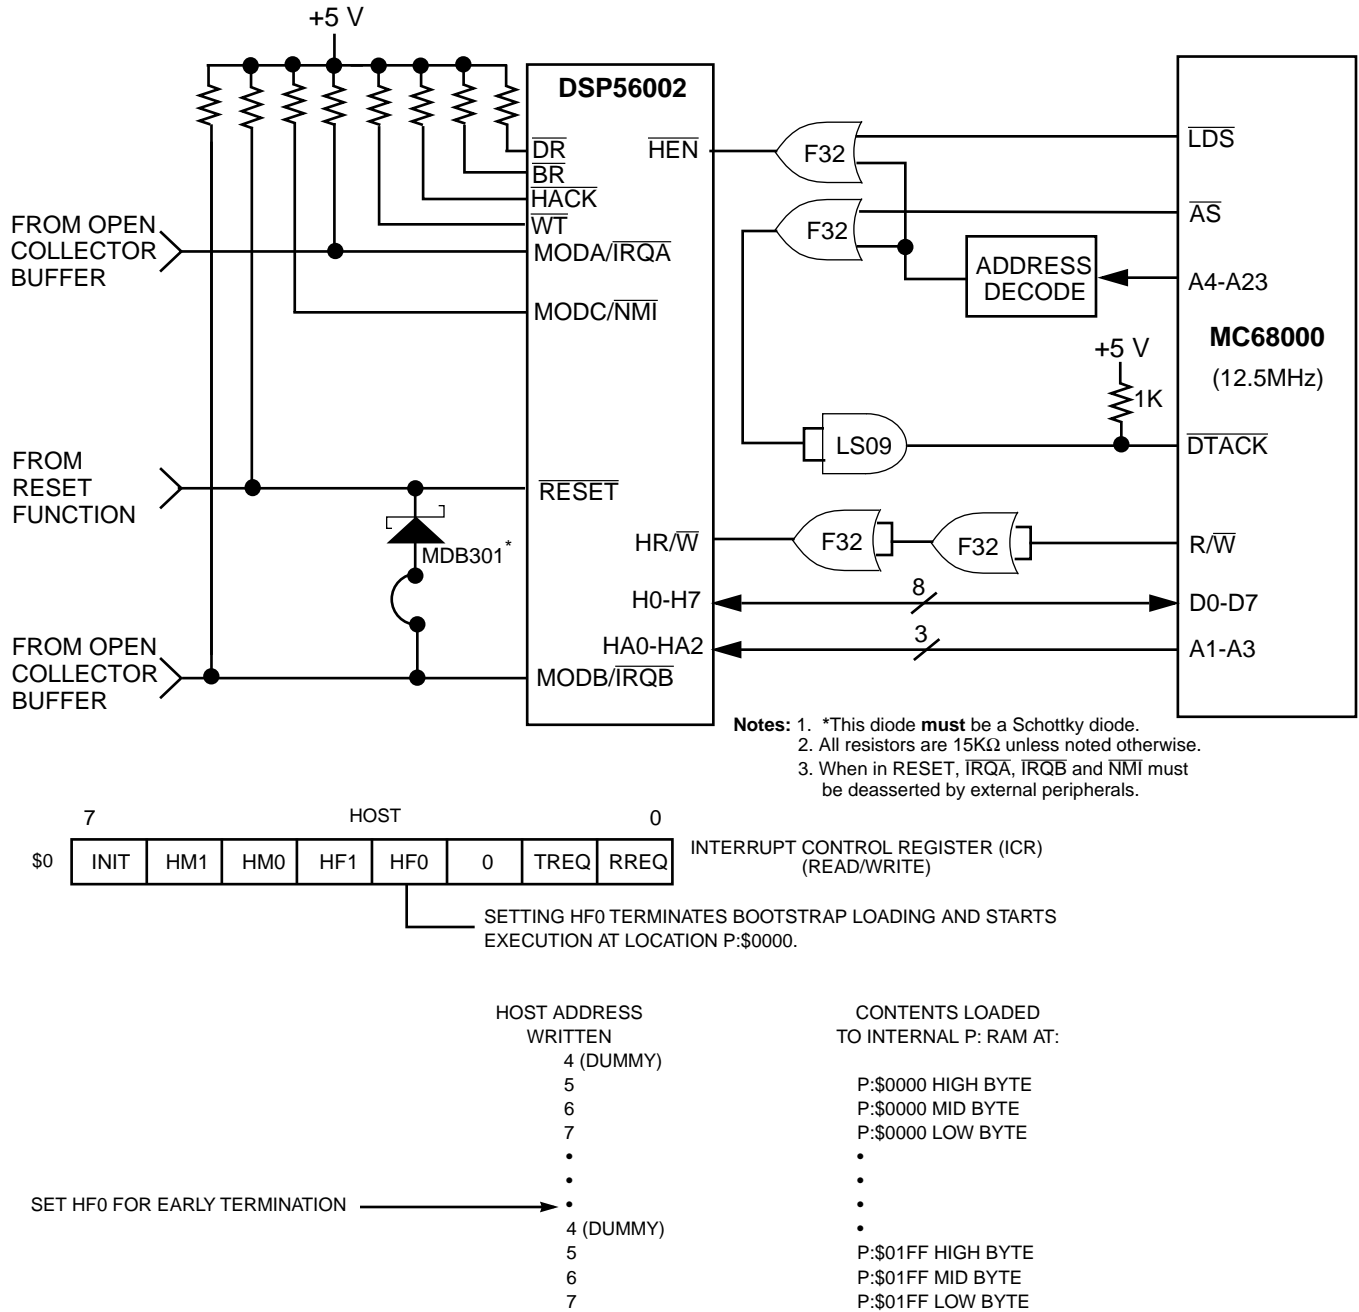 +5 V
DSP56002
DR
BR
HACK
WT
MODA/IRQA
MODC/NMI
RESET
MODB/IRQB
HEN
HR/W
H0-H7
HA0-HA2
FROM OPEN
COLLECTOR
BUFFER
FROM
RESET
FUNCTION
FROM OPEN
COLLECTOR
BUFFER
MDB301*
F32
F32
ADDRESS
DECODE
+5 V
1K
LS09
F32
F32
8
3
LDS
AS
A4-A23
MC68000
(12.5MHz)
DTACK
R/W
D0-D7
A1-A3
Notes: 1. *This diode must be a Schottky diode.
2. All resistors are 15KΩ unless noted otherwise.
3. When in RESET, IRQA, IRQB and NMI must
be deasserted by external peripherals.
7 HOST 0
$0 INIT HM1 HM0 HF1 HF0 0 TREQ RREQ
INTERRUPT CONTROL REGISTER (ICR)
(READ/WRITE)
SETTING HF0 TERMINATES BOOTSTRAP LOADING AND STARTS
EXECUTION AT LOCATION P:$0000.
HOST ADDRESS CONTENTS LOADED
WRITTEN TO INTERNAL P: RAM AT:
4 (DUMMY)
5 P:$0000 HIGH BYTE
6 P:$0000 MID BYTE
7 P:$0000 LOW BYTE
• •
• •
SET HF0 FOR EARLY TERMINATION • •
4 (DUMMY) •
5 P:$01FF HIGH BYTE
6 P:$01FF MID BYTE
7 P:$01FF LOW BYTE